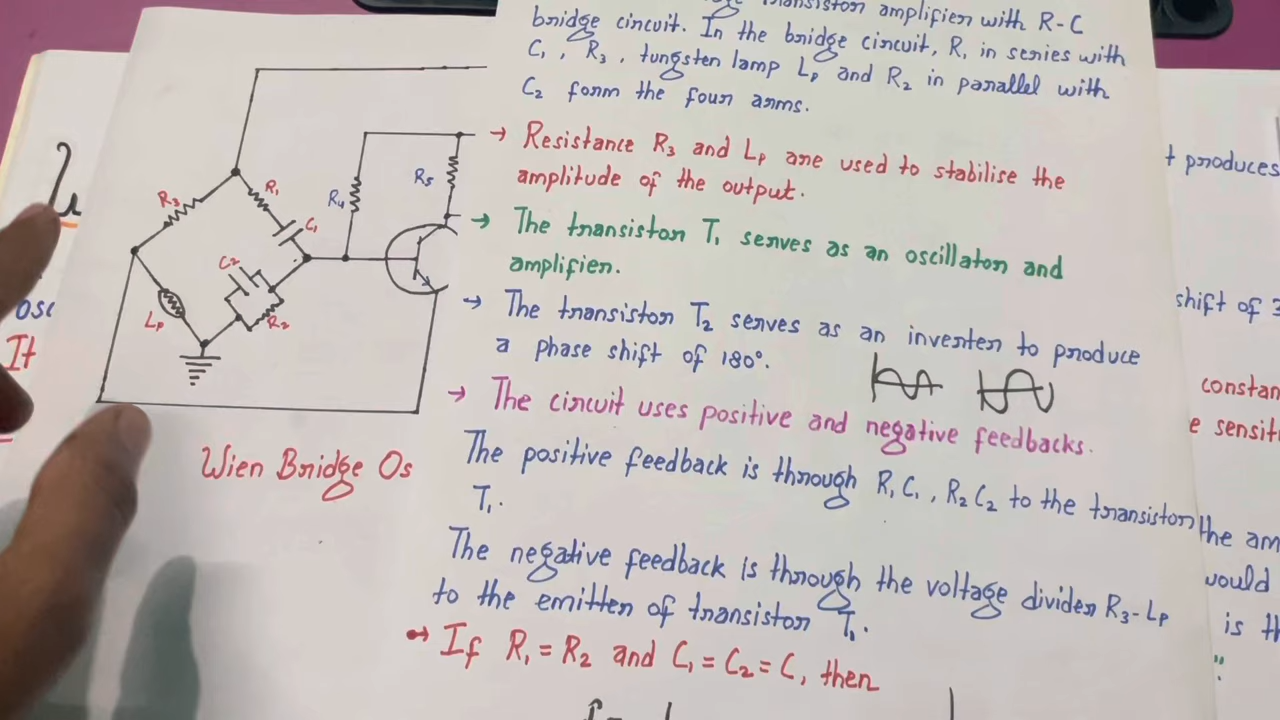 transistor amplifier with R-C
bridge circuit. In the bridge circuit, R₁ in series with
C₁, R₃, tungsten lamp Lp and R₂ in parallel with
C₂ form the four arms.
→ Resistance R₃ and Lp are used to stabilise the
amplitude of the output.
→ The transistor T₁ serves as an oscillator and
amplifier.
→ The transistor T₂ serves as an inverter to produce
a phase shift of 180°.
→ The circuit uses positive and negative feedbacks.
The positive feedback is through R₁C₁, R₂C₂ to the transistor
T₁.
The negative feedback is through the voltage divider R₃-Lp
to the emitter of transistor T₁.
→ If R₁ = R₂ and C₁ = C₂ = C, then
R₃
R₁
C₁
R₄
R₅
C₂
R₂
Lp
Wien Bridge Os
It
t produces
shift of
constan
e sensiti
the am
would
is th